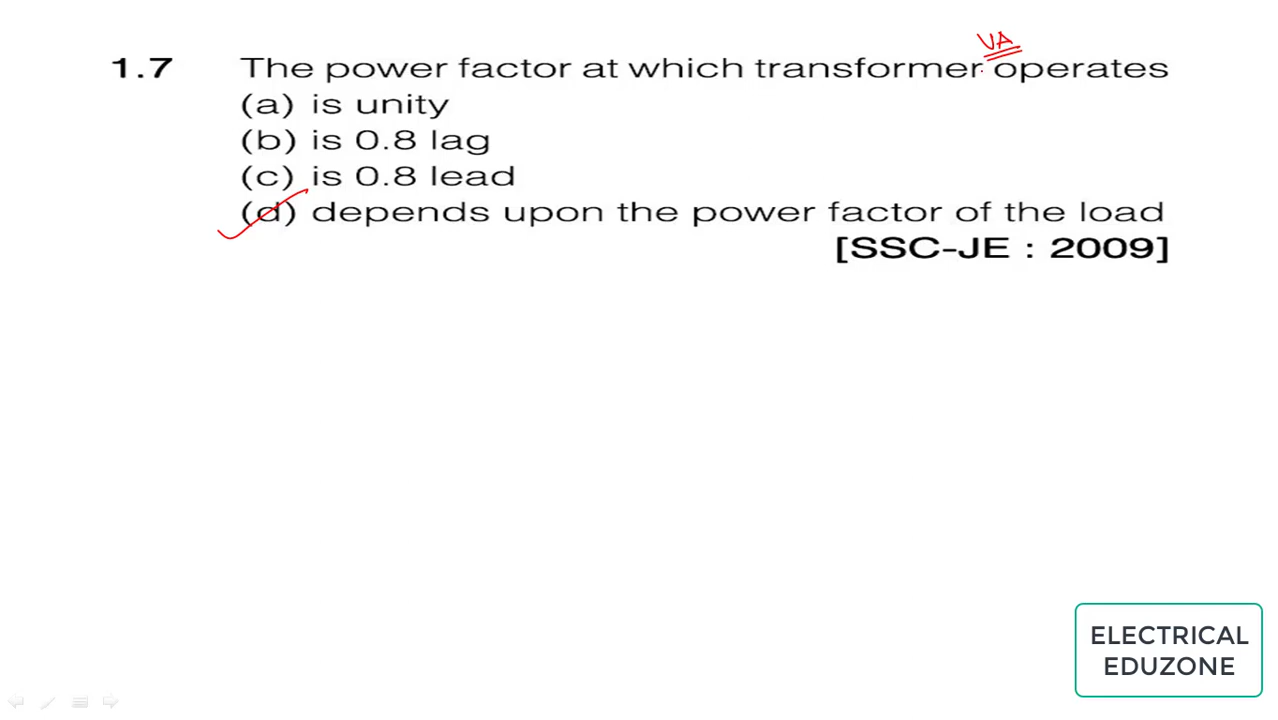 VA
1.7 The power factor at which transformer operates
(a) is unity
(b) is 0.8 lag
(c) is 0.8 lead
(d) depends upon the power factor of the load
[SSC-JE : 2009]
ELECTRICAL
EDUZONE